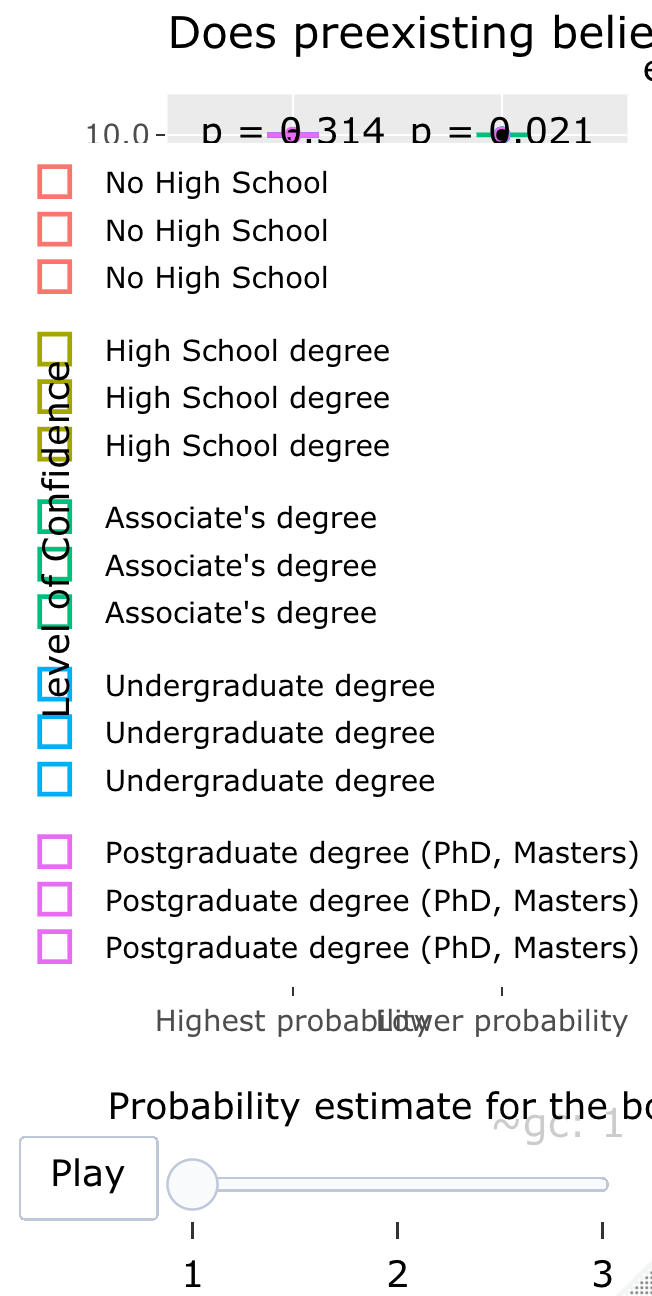 Does preexisting belie
e
10.0
p = 0.314 p = 0.021
No High School
No High School
No High School
High School degree
High School degree
High School degree
Level of Confidence
Associate's degree
Associate's degree
Associate's degree
Undergraduate degree
Undergraduate degree
Undergraduate degree
Postgraduate degree (PhD, Masters)
Postgraduate degree (PhD, Masters)
Postgraduate degree (PhD, Masters)
Highest probability Lower probability
Probability estimate for the bo
~gc: 1
Play
1 2 3